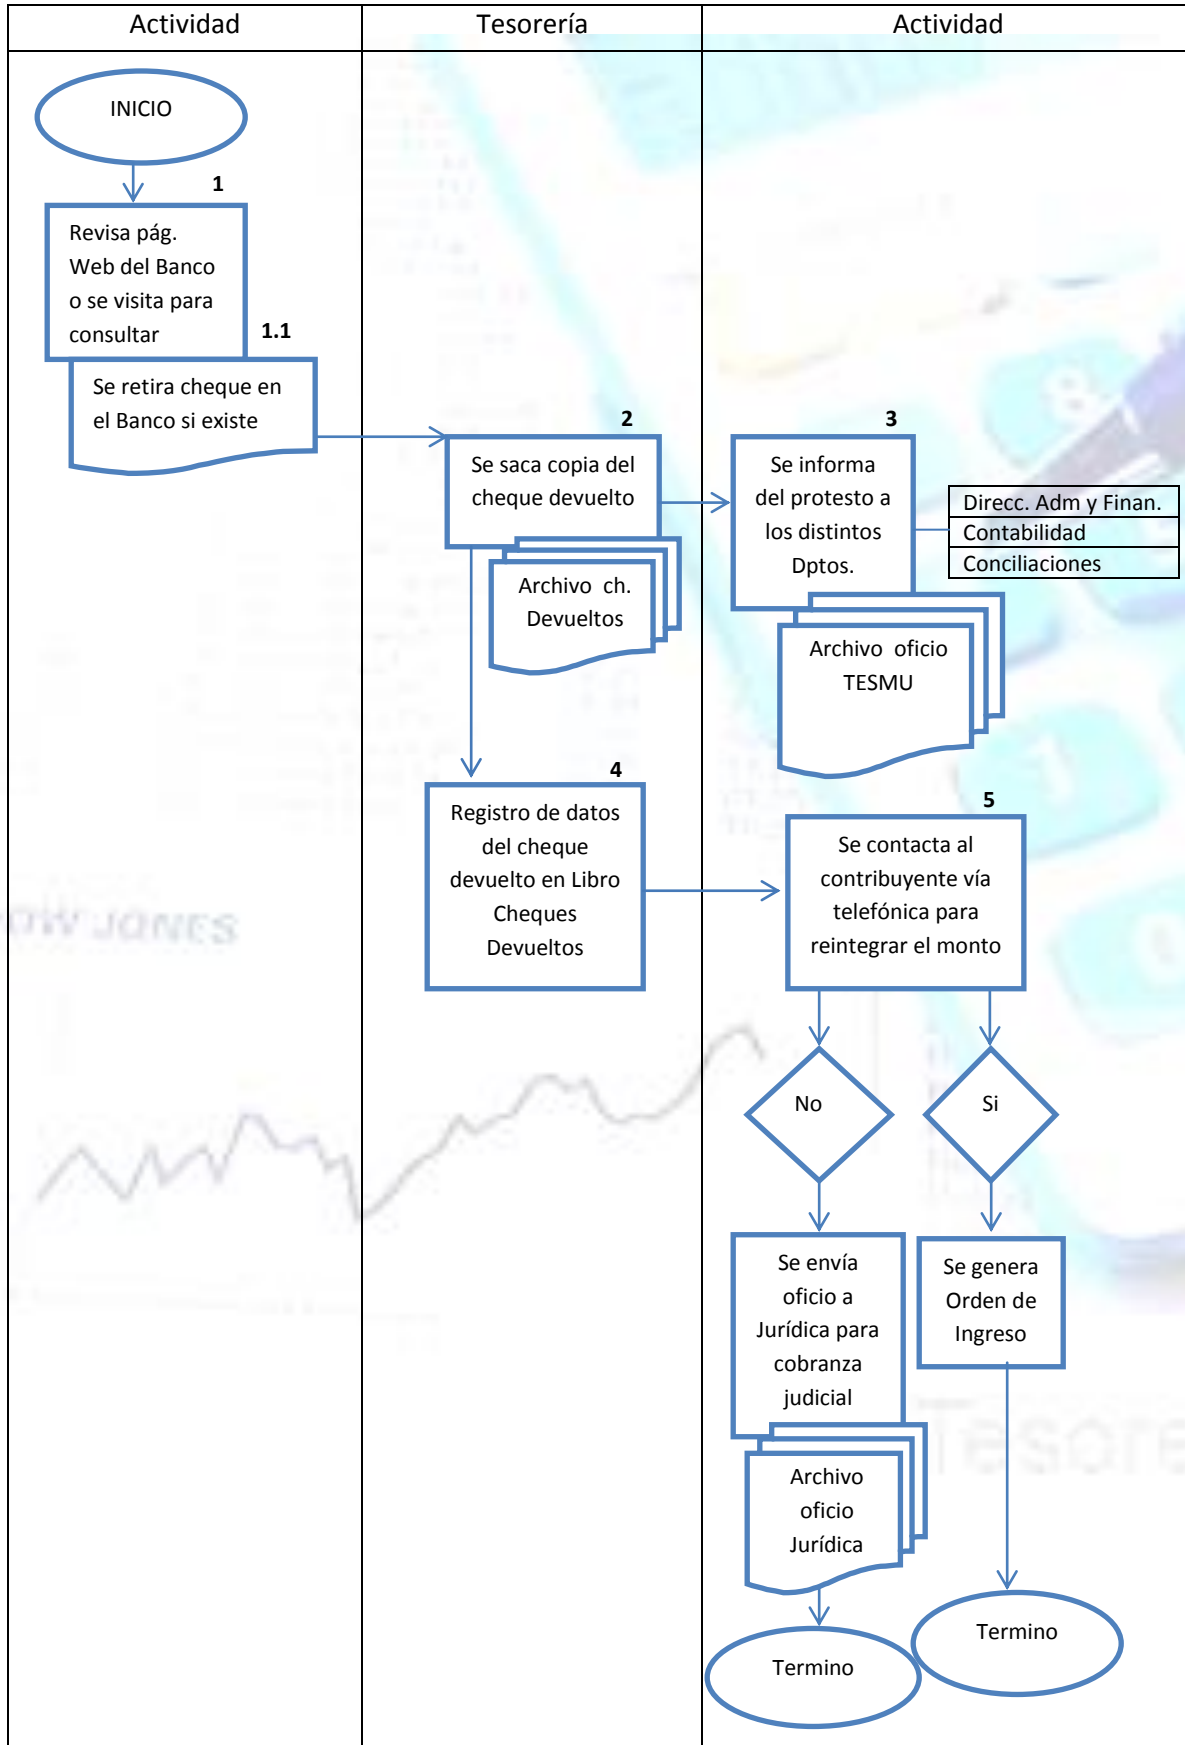 Actividad
Tesorería
Actividad
INICIO
1
Revisa pág.
Web del Banco
o se visita para
consultar
1.1
Se retira cheque en
el Banco si existe
2
Se saca copia del
cheque devuelto
Archivo ch.
Devueltos
3
Se informa
del protesto a
los distintos
Dptos.
Direcc. Adm y Finan.
Contabilidad
Conciliaciones
Archivo oficio
TESMU
4
Registro de datos
del cheque
devuelto en Libro
Cheques
Devueltos
5
Se contacta al
contribuyente vía
telefónica para
reintegrar el monto
OW JONES
No
Si
Se envía
oficio a
Jurídica para
cobranza
judicial
Se genera
Orden de
Ingreso
Tesore
Archivo
oficio
Jurídica
Termino
Termino